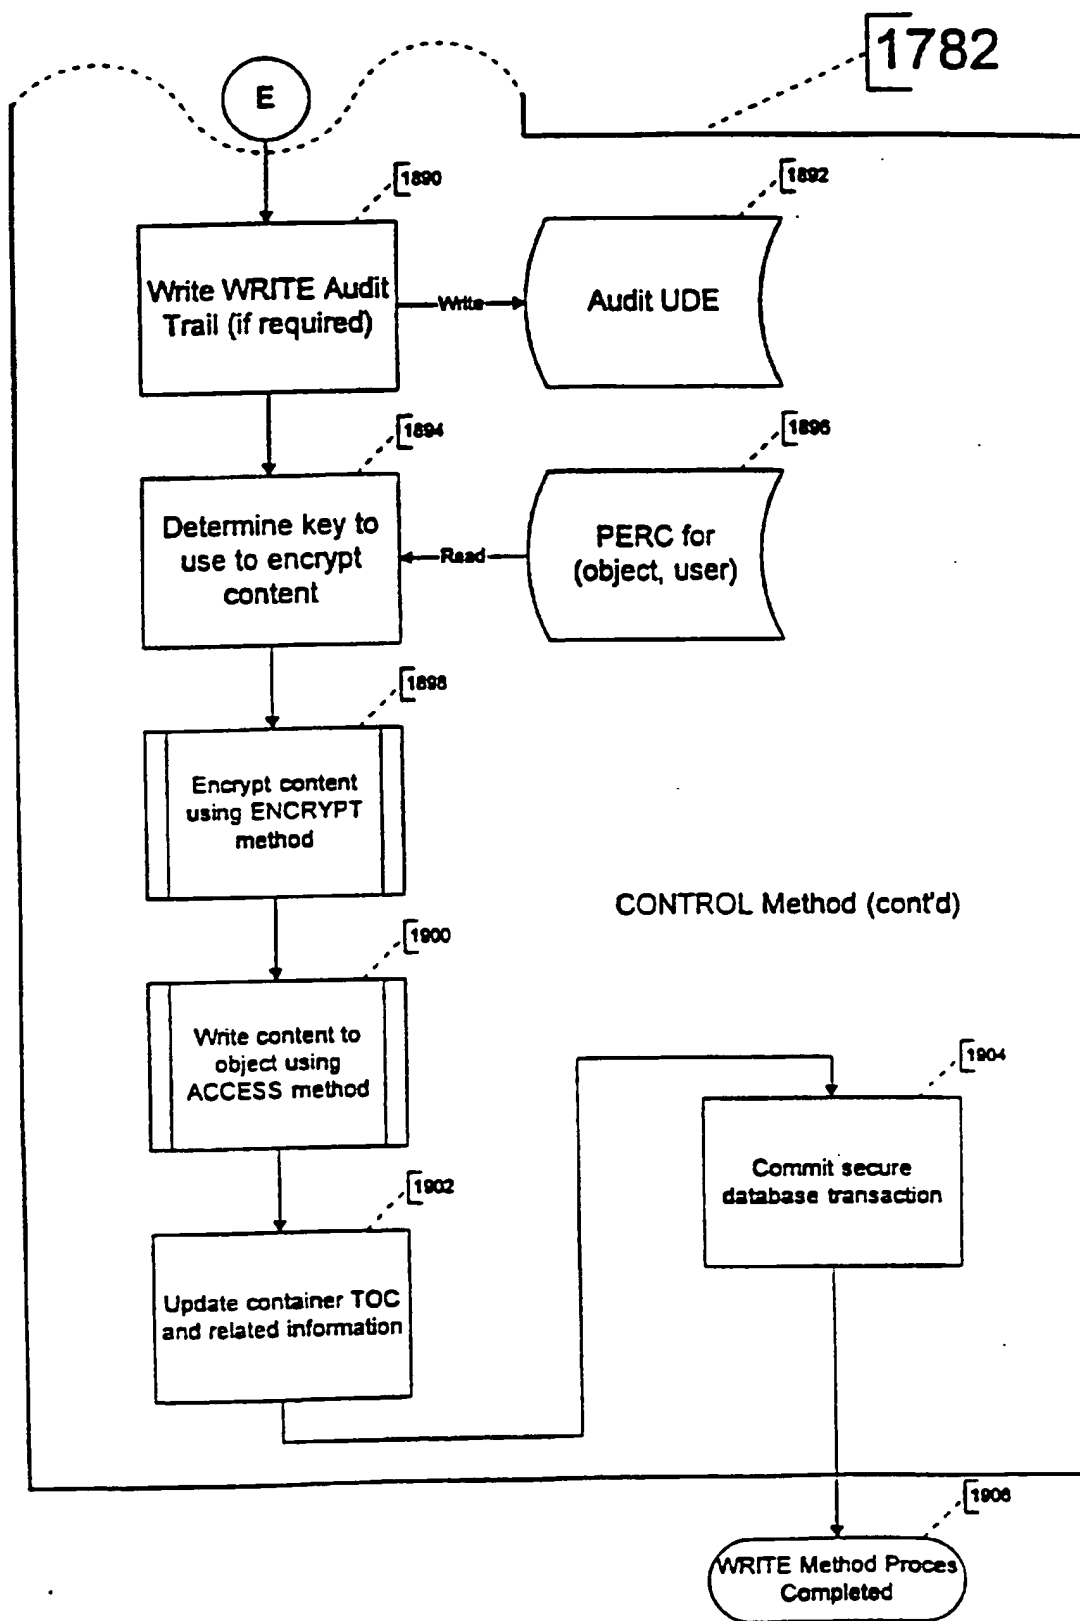 1782
E
1890
1892
Write WRITE Audit
Trail (if required)
Write
Audit UDE
1894
1896
Determine key to
use to encrypt
content
Read
PERC for
(object, user)
1898
Encrypt content
using ENCRYPT
method
CONTROL Method (cont'd)
1900
Write content to
object using
ACCESS method
1904
Commit secure
database transaction
1902
Update container TOC
and related information
1906
WRITE Method Proces
Completed